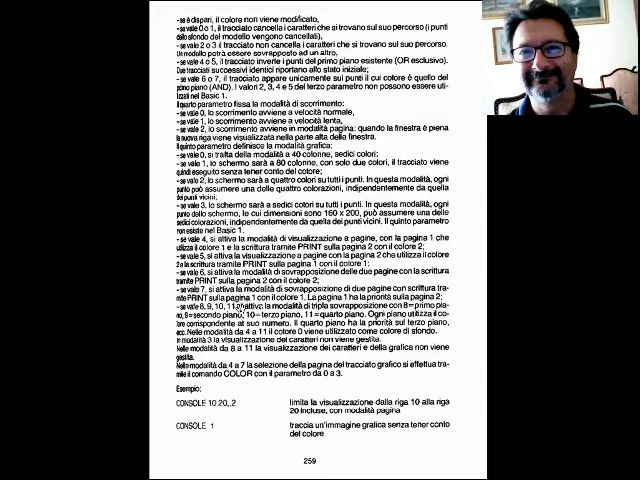 -se è dispari, il colore non viene modificato,
-se vale 0 o 1, il tracciato cancella i caratteri che si trovano sul suo percorso (i punti
dello sfondo del modello vengono cancellati),
-se vale 2 o 3 il tracciato non cancella i caratteri che si trovano sul suo percorso.
Un modello potrà essere sovrapposto ad un altro,
-se vale 4 o 5, il tracciato inverte i punti del primo piano esistente (OR esclusivo).
Due tracciati successivi identici riportano allo stato iniziale;
-se vale 6 o 7, il tracciato appare unicamente sui punti il cui colore è quello del
primo piano (AND). I valori 2, 3, 4 e 5 del terzo parametro non possono essere uti-
lizzati nel Basic 1.
Il quarto parametro fissa la modalità di scorrimento:
-se vale 0, lo scorrimento avviene a velocità normale,
-se vale 1, lo scorrimento avviene a velocità lenta,
-se vale 2, lo scorrimento avviene in modalità pagina: quando la finestra è piena
la nuova riga viene visualizzata nella parte alta della finestra.
Il quinto parametro definisce la modalità grafica:
-se vale 0, si tratta della modalità a 40 colonne, sedici colori;
-se vale 1, lo schermo sarà a 80 colonne, con solo due colori, il tracciato viene
quindi eseguito senza tener conto del colore;
-se vale 2, lo schermo sarà a quattro colori su tutti i punti. In questa modalità, ogni
punto può assumere una delle quattro colorazioni, indipendentemente da quella
dei punti vicini;
-se vale 3. lo schermo sarà a sedici colori su tutti i punti. In questa modalità, ogni
punto dello schermo, le cui dimensioni sono 160 x 200, può assumere una delle
sedici colorazioni, indipendentemente da quella dei punti vicini. Il quinto parametro
non esiste nel Basic 1.
-se vale 4, si attiva la modalità di visualizzazione a pagine, con la pagina 1 che
utilizza il colore 1 e la scrittura tramite PRINT sulla pagina 2 con il colore 2;
-se vale 5, si attiva la visualizzazione a pagine con la pagina 2 che utilizza il colore
2 e la scrittura tramite PRINT sulla pagina 1 con il colore 1;
-se vale 6. si attiva la modalità di sovrapposizione delle due pagine con la scrittura
tramite PRINT sulla pagina 2 con il colore 2;
-se vale 7, si attiva la modalità di sovrapposizione di due pagine con scrittura tra-
mite PRINT sulla pagina 1 con il colore 1. La pagina 1 ha la priorità sulla pagina 2;
-se vale 8, 9, 10, 11 attiva la modalità di tripla sovrapposizione con 8=primo pia-
no, 9=secondo piano, 10=terzo piano, 11=quarto piano. Ogni piano utilizza il co-
lore corrispondente al suo numero. Il quarto piano ha la priorità sul terzo piano,
ecc. Nelle modalità da 4 a 11 il colore 0 viene utilizzato come colore di sfondo.
In modalità 3 la visualizzazione dei caratteri non viene gestita.
Nelle modalità da 8 a 11 la visualizzazione dei caratteri e della grafica non viene
gestita.
Nelle modalità da 4 a 7 la selezione della pagina del tracciato grafico si effettua tra-
mite il comando COLOR con il parametro da 0 a 3.
Esempio:
CONSOLE 10,20,,2 limita la visualizzazione dalla riga 10 alla riga
20 incluse, con modalità pagina
CONSOLE 1 traccia un'immagine grafica senza tener conto
del colore
259